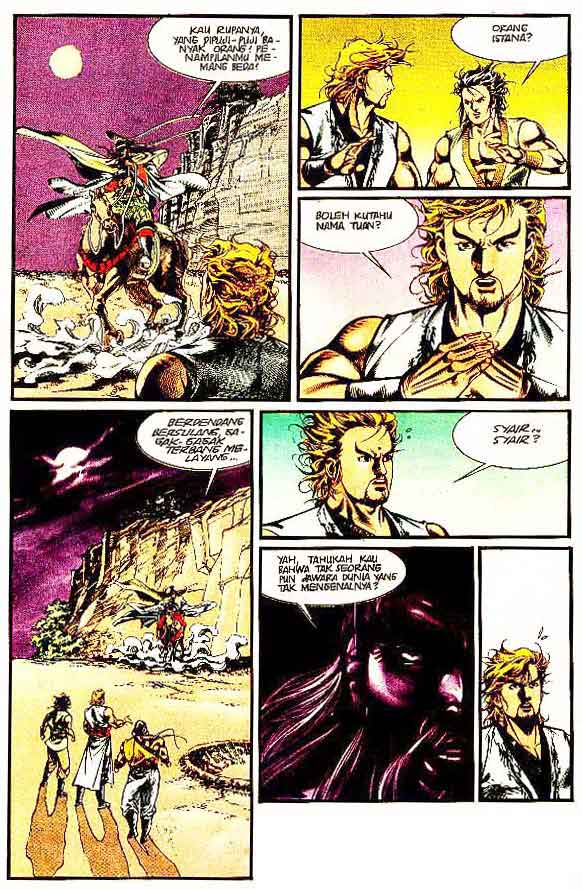 KAU RUPANYA,
YANG DIPUJI-PUJI BA-
NYAK ORANG! PE-
NAMPILANMU ME-
MANG BEDA!
ORANG
ISTANA?
BOLEH KUTAHU
NAMA TUAN?
BERDENDANG
BERSULANG, GA-
GAK-GAGAK
TERBANG ME-
LAYANG...
SYAIR...
SYAIR?
YAH, TAHUKAH KAU
BAHWA TAK SEORANG
PUN JAWARA DUNIA YANG
TAK MENGENALNYA?